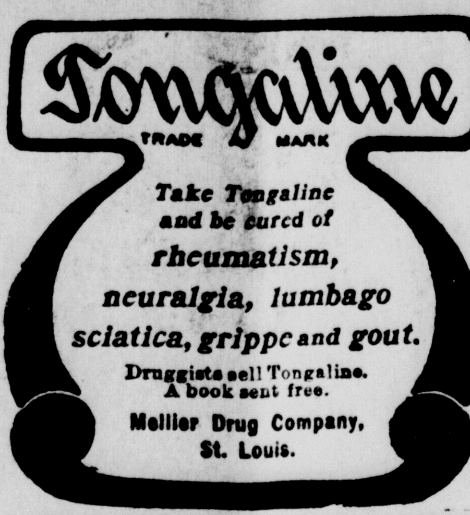 Tongaline
TRADE MARK
Take Tongaline
and be cured of
rheumatism,
neuralgia, lumbago
sciatica, grippe and gout.
Druggists sell Tongaline.
A book sent free.
Mellier Drug Company,
St. Louis.